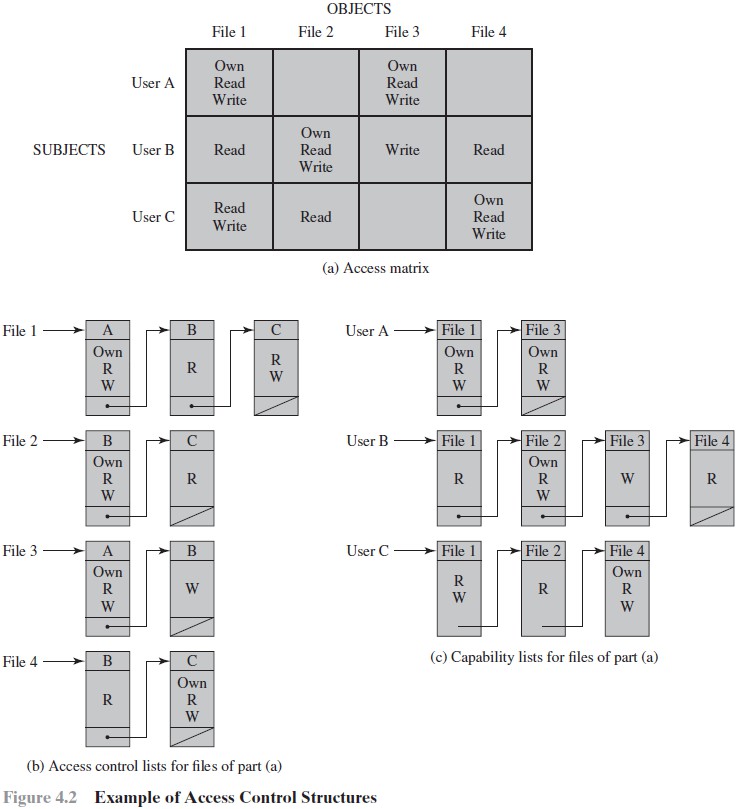 OBJECTS
File 1 File 2 File 3 File 4
User A
Own
Read
Write
Own
Read
Write
SUBJECTS User B
Read
Own
Read
Write
Write
Read
User C
Read
Write
Read
Own
Read
Write
(a) Access matrix
File 1
A
Own
R
W
B
R
C
R
W
File 2
B
Own
R
W
C
R
File 3
A
Own
R
W
B
W
File 4
B
R
C
Own
R
W
(b) Access control lists for files of part (a)
User A
File 1
Own
R
W
File 3
Own
R
W
User B
File 1
R
File 2
Own
R
W
File 3
W
File 4
R
User C
File 1
R
W
File 2
R
File 4
Own
R
W
(c) Capability lists for files of part (a)
Figure 4.2 Example of Access Control Structures